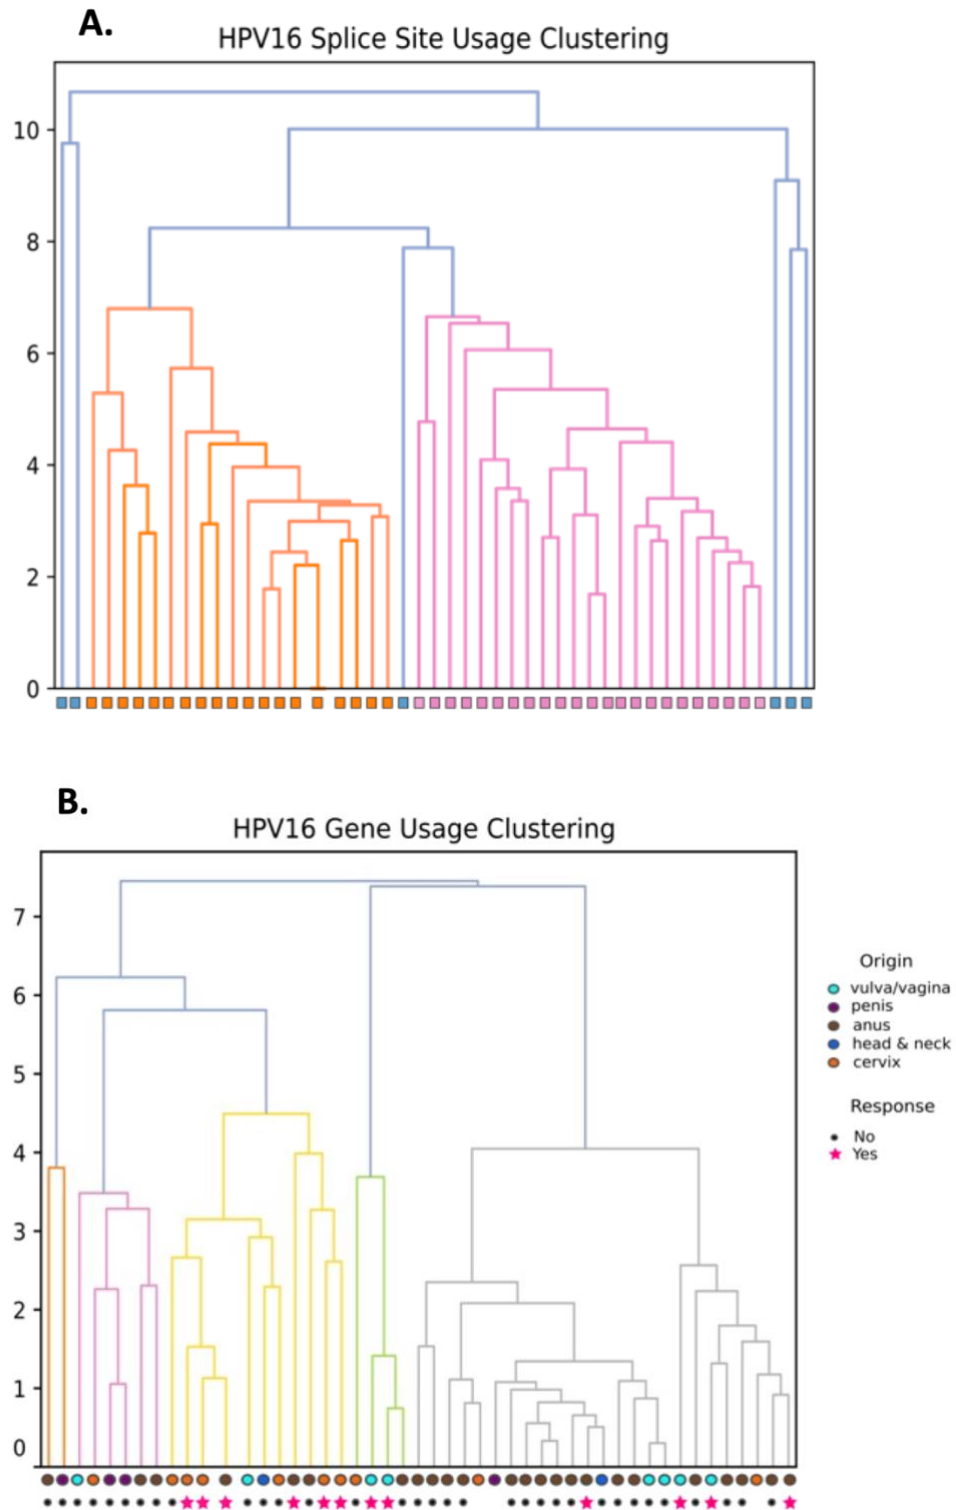 A.
HPV16 Splice Site Usage Clustering
10
8
6
4
2
0
B.
HPV16 Gene Usage Clustering
7
6
5
4
3
2
1
0
Origin
vulva/vagina
penis
anus
head & neck
cervix
Response
No
Yes